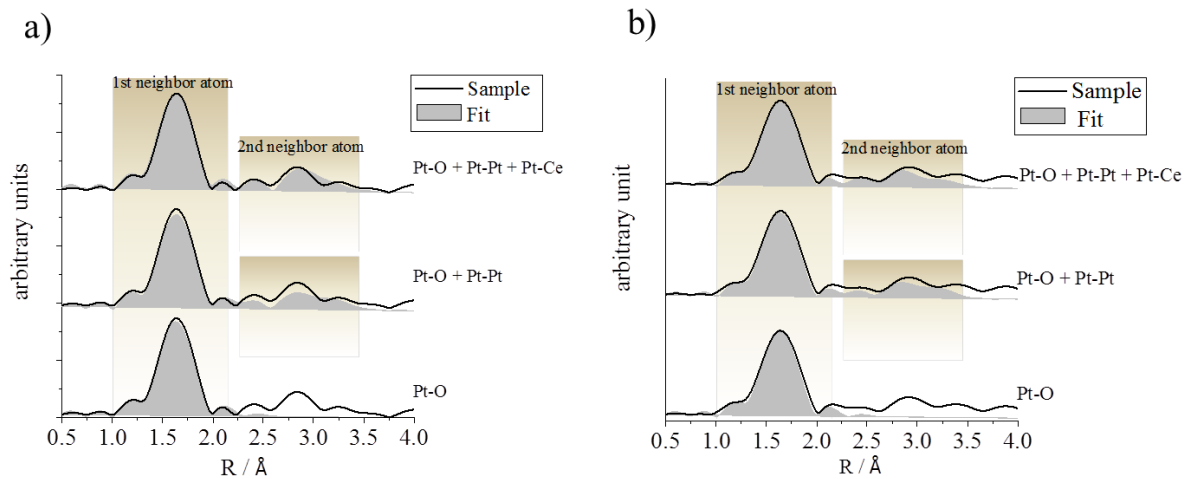 a)
1st neighbor atom
Sample
Fit
2nd neighbor atom
Pt-O + Pt-Pt + Pt-Ce
Pt-O + Pt-Pt
Pt-O
arbitrary units
0.5 1.0 1.5 2.0 2.5 3.0 3.5 4.0
R / Å
b)
1st neighbor atom
Sample
Fit
2nd neighbor atom
Pt-O + Pt-Pt + Pt-Ce
Pt-O + Pt-Pt
Pt-O
arbitrary unit
0.5 1.0 1.5 2.0 2.5 3.0 3.5 4.0
R / Å